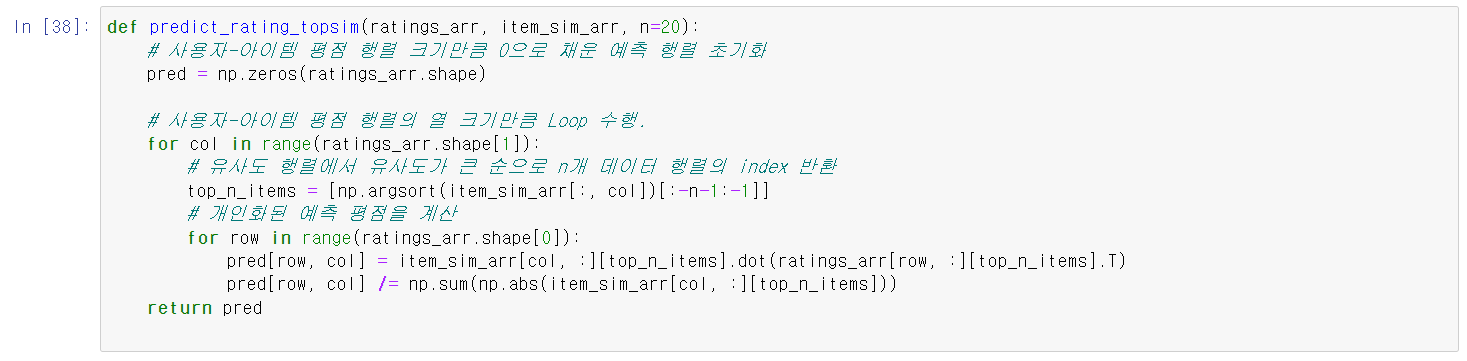 In [38]: def predict_rating_topsim(ratings_arr, item_sim_arr, n=20):
# 사용자-아이템 평점 행렬 크기만큼 0으로 채운 예측 행렬 초기화
pred = np.zeros(ratings_arr.shape)
# 사용자-아이템 평점 행렬의 열 크기만큼 Loop 수행.
for col in range(ratings_arr.shape[1]):
# 유사도 행렬에서 유사도가 큰 순으로 n개 데이터 행렬의 index 반환
top_n_items = [np.argsort(item_sim_arr[:, col])[:-n-1:-1]]
# 개인화된 예측 평점을 계산
for row in range(ratings_arr.shape[0]):
pred[row, col] = item_sim_arr[col, :][top_n_items].dot(ratings_arr[row, :][top_n_items].T)
pred[row, col] /= np.sum(np.abs(item_sim_arr[col, :][top_n_items]))
return pred